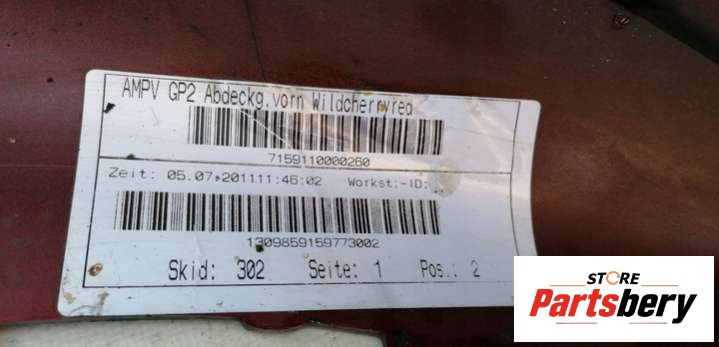 AMPV GP2 Abdeckg.vorn Wildcherryred
7159110000260
Zeit: 05.07.201111:46:02 Workst:-ID:
1309859159773002
Skid: 302 Seite: 1 Pos.: 2
STORE
Partsbery